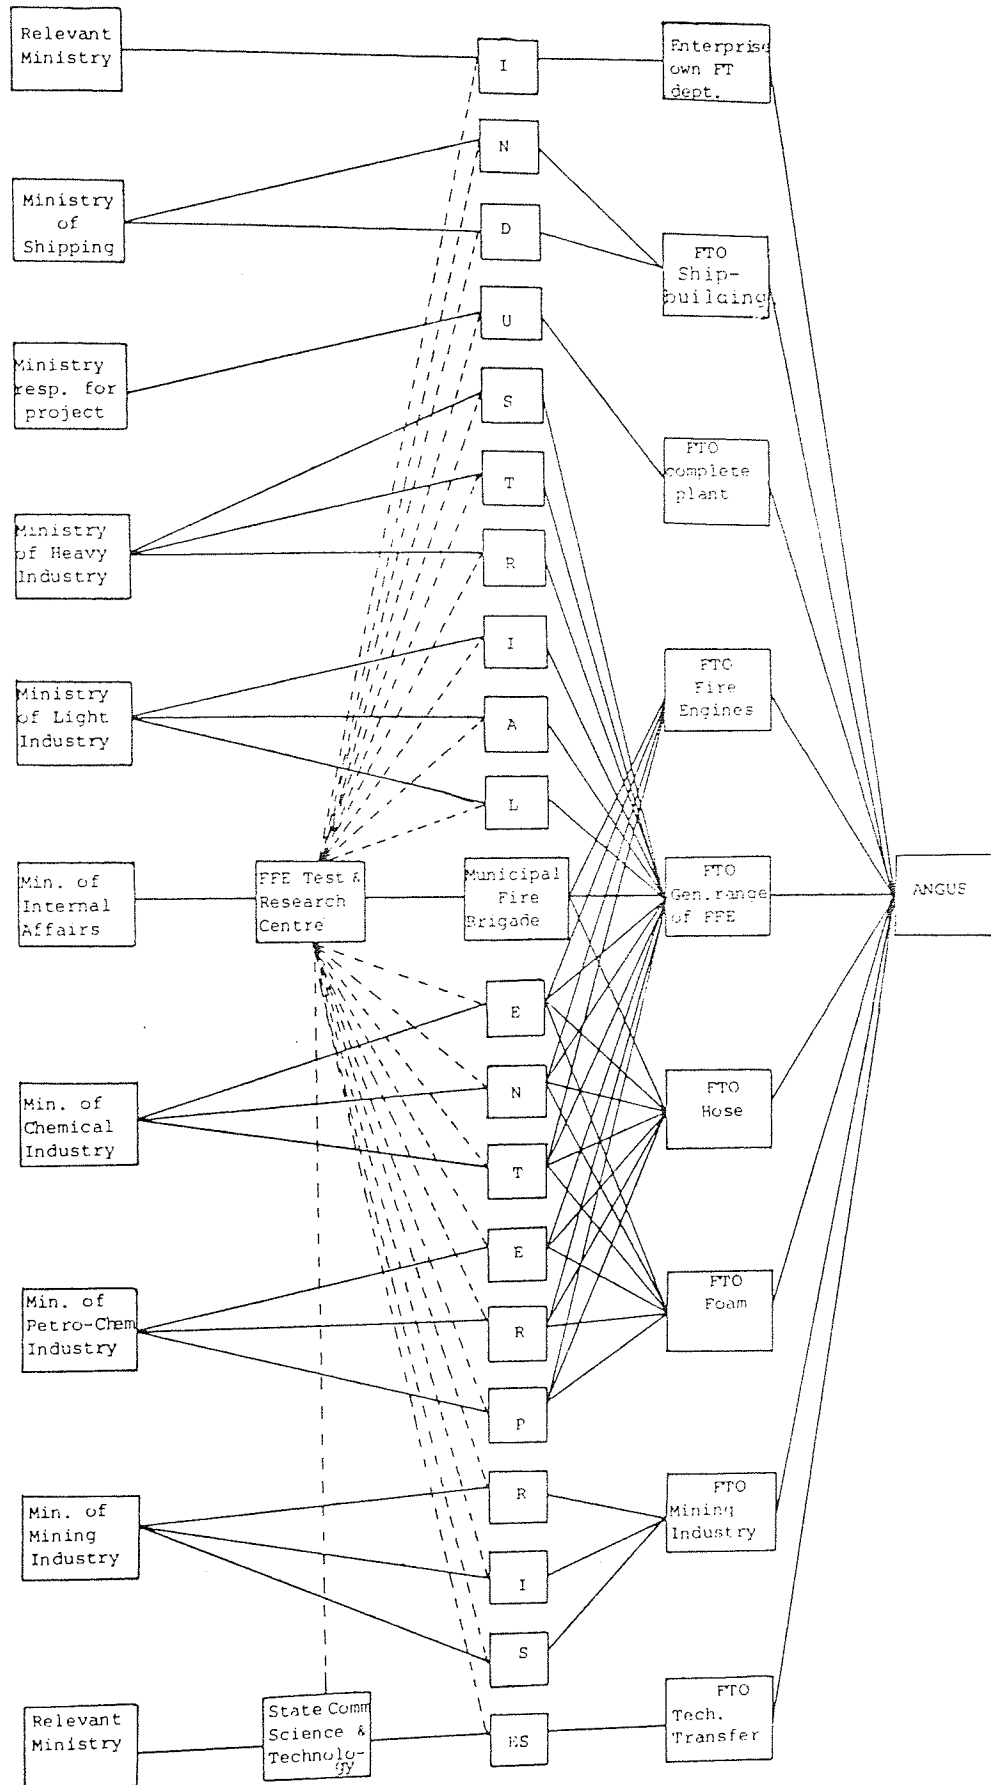 Relevant
Ministry
I
Enterprise
own FT
dept.
N
Ministry
of
Shipping
D
FTO
Ship-
building
U
Ministry
resp. for
project
S
FTO
complete
plant
T
Ministry
of Heavy
Industry
R
I
FTO
Fire
Engines
Ministry
of Light
Industry
A
L
Min. of
Internal
Affairs
FFE Test &
Research
Centre
Municipal
Fire
Brigade
FTO
Gen.range
of FFE
ANGUS
E
N
FTO
Hose
Min. of
Chemical
Industry
T
E
FTO
Foam
Min. of
Petro-Chem
Industry
R
P
R
FTO
Mining
Industry
Min. of
Mining
Industry
I
S
Relevant
Ministry
State Comm
Science &
Technolo-
gy
ES
FTO
Tech.
Transfer